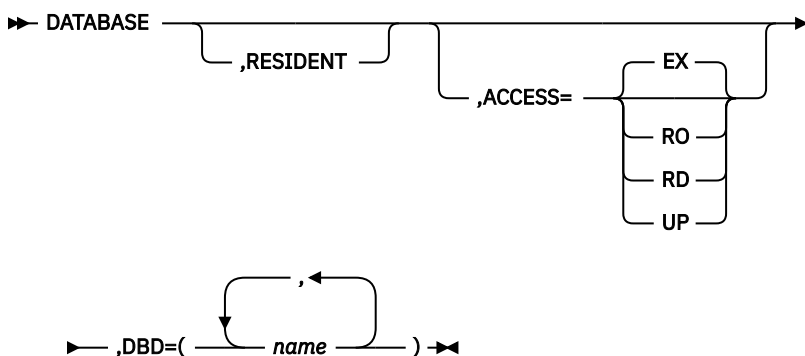 DATABASE
,RESIDENT
,ACCESS=
EX
RO
RD
UP
,
,DBD=( name )